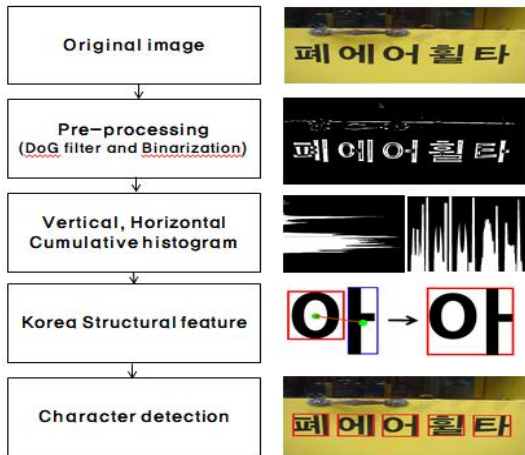 Original image
폐 에 어 휠 타
Pre-processing
(DoG filter and Binarization)
폐 에 어 휠 타
Vertical, Horizontal
Cumulative histogram
Korea Structural feature
아
아
Character detection
폐 에 어 휠 타